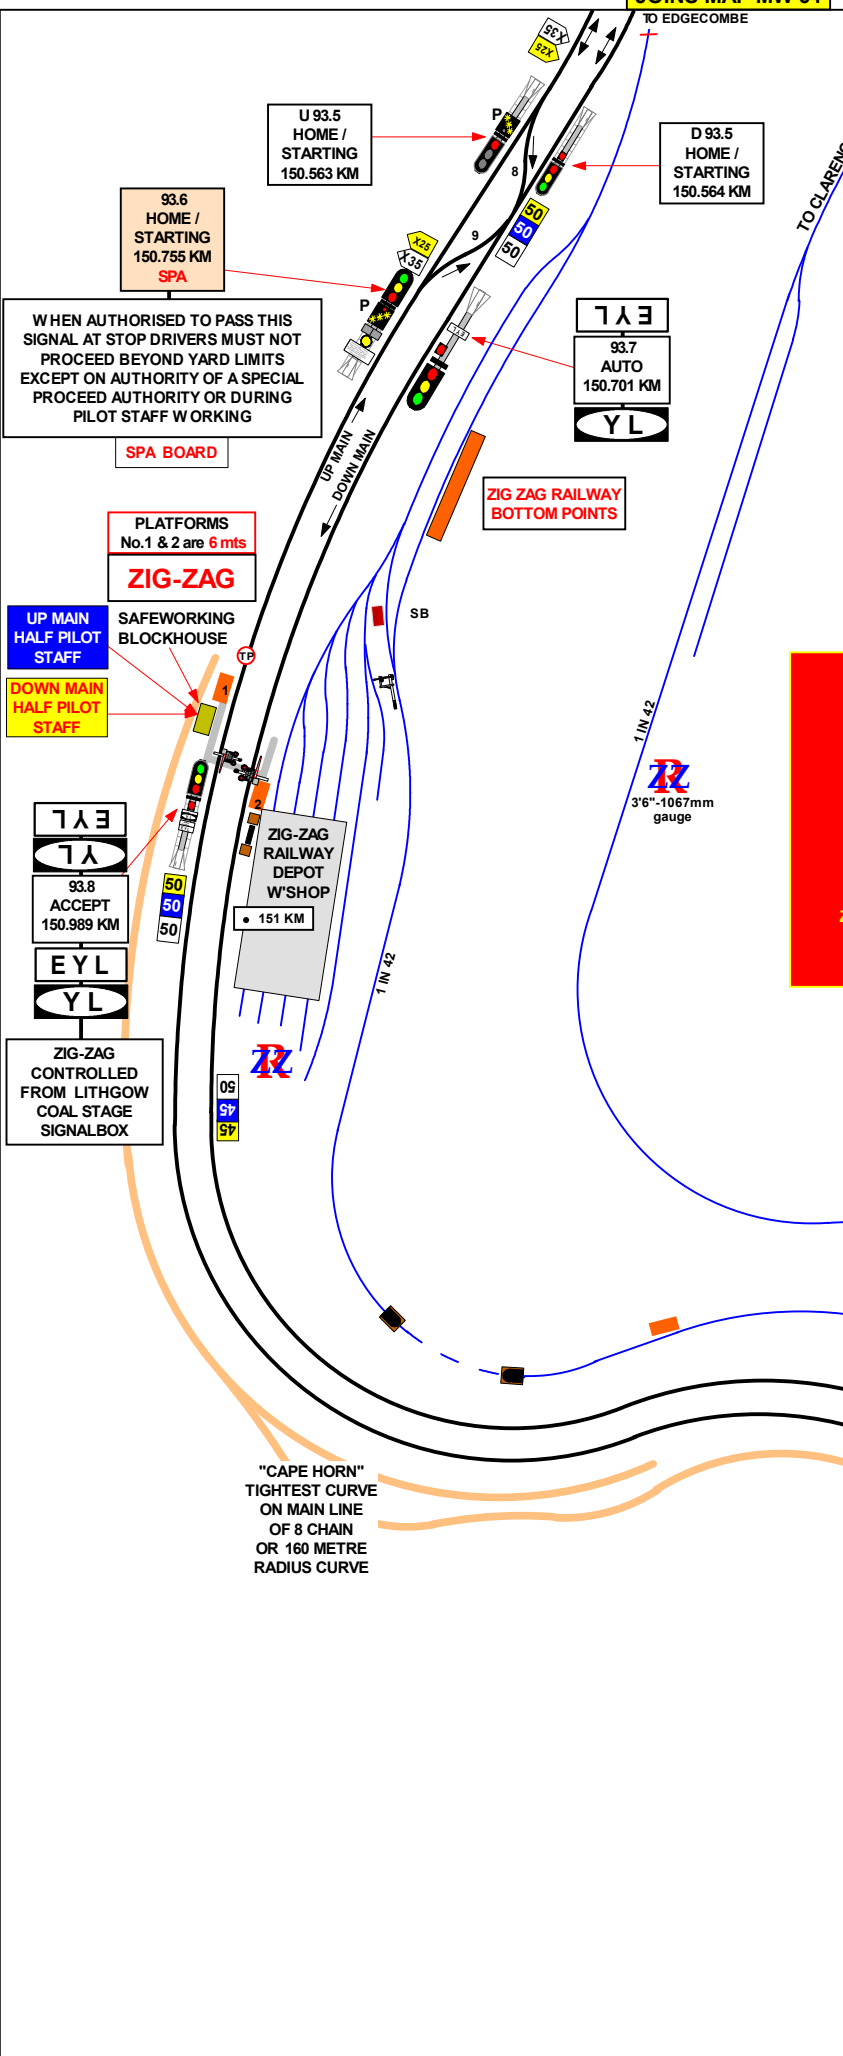 TO EDGECOMBE
X35
X25
P
U 93.5
HOME /
STARTING
150.563 KM
D 93.5
HOME /
STARTING
150.564 KM
8
9
50
50
50
93.6
HOME /
STARTING
150.755 KM
SPA
X25
X35
P
WHEN AUTHORISED TO PASS THIS
SIGNAL AT STOP DRIVERS MUST NOT
PROCEED BEYOND YARD LIMITS
EXCEPT ON AUTHORITY OF A SPECIAL
PROCEED AUTHORITY OR DURING
PILOT STAFF WORKING
SPA BOARD
EYL
93.7
AUTO
150.701 KM
YL
UP MAIN
DOWN MAIN
ZIG ZAG RAILWAY
BOTTOM POINTS
PLATFORMS
No.1 & 2 are 6 mts
ZIG-ZAG
UP MAIN
HALF PILOT
STAFF
SAFEWORKING
BLOCKHOUSE
DOWN MAIN
HALF PILOT
STAFF
TP
SB
1
2
1 IN 42
ZRZ
3'6"-1067mm
gauge
EYL
YL
93.8
ACCEPT
150.989 KM
EYL
YL
50
50
50
ZIG-ZAG
RAILWAY
DEPOT
W'SHOP
151 KM
1 IN 42
ZRZ
ZIG-ZAG
CONTROLLED
FROM LITHGOW
COAL STAGE
SIGNALBOX
50
45
45
"CAPE HORN"
TIGHTEST CURVE
ON MAIN LINE
OF 8 CHAIN
OR 160 METRE
RADIUS CURVE